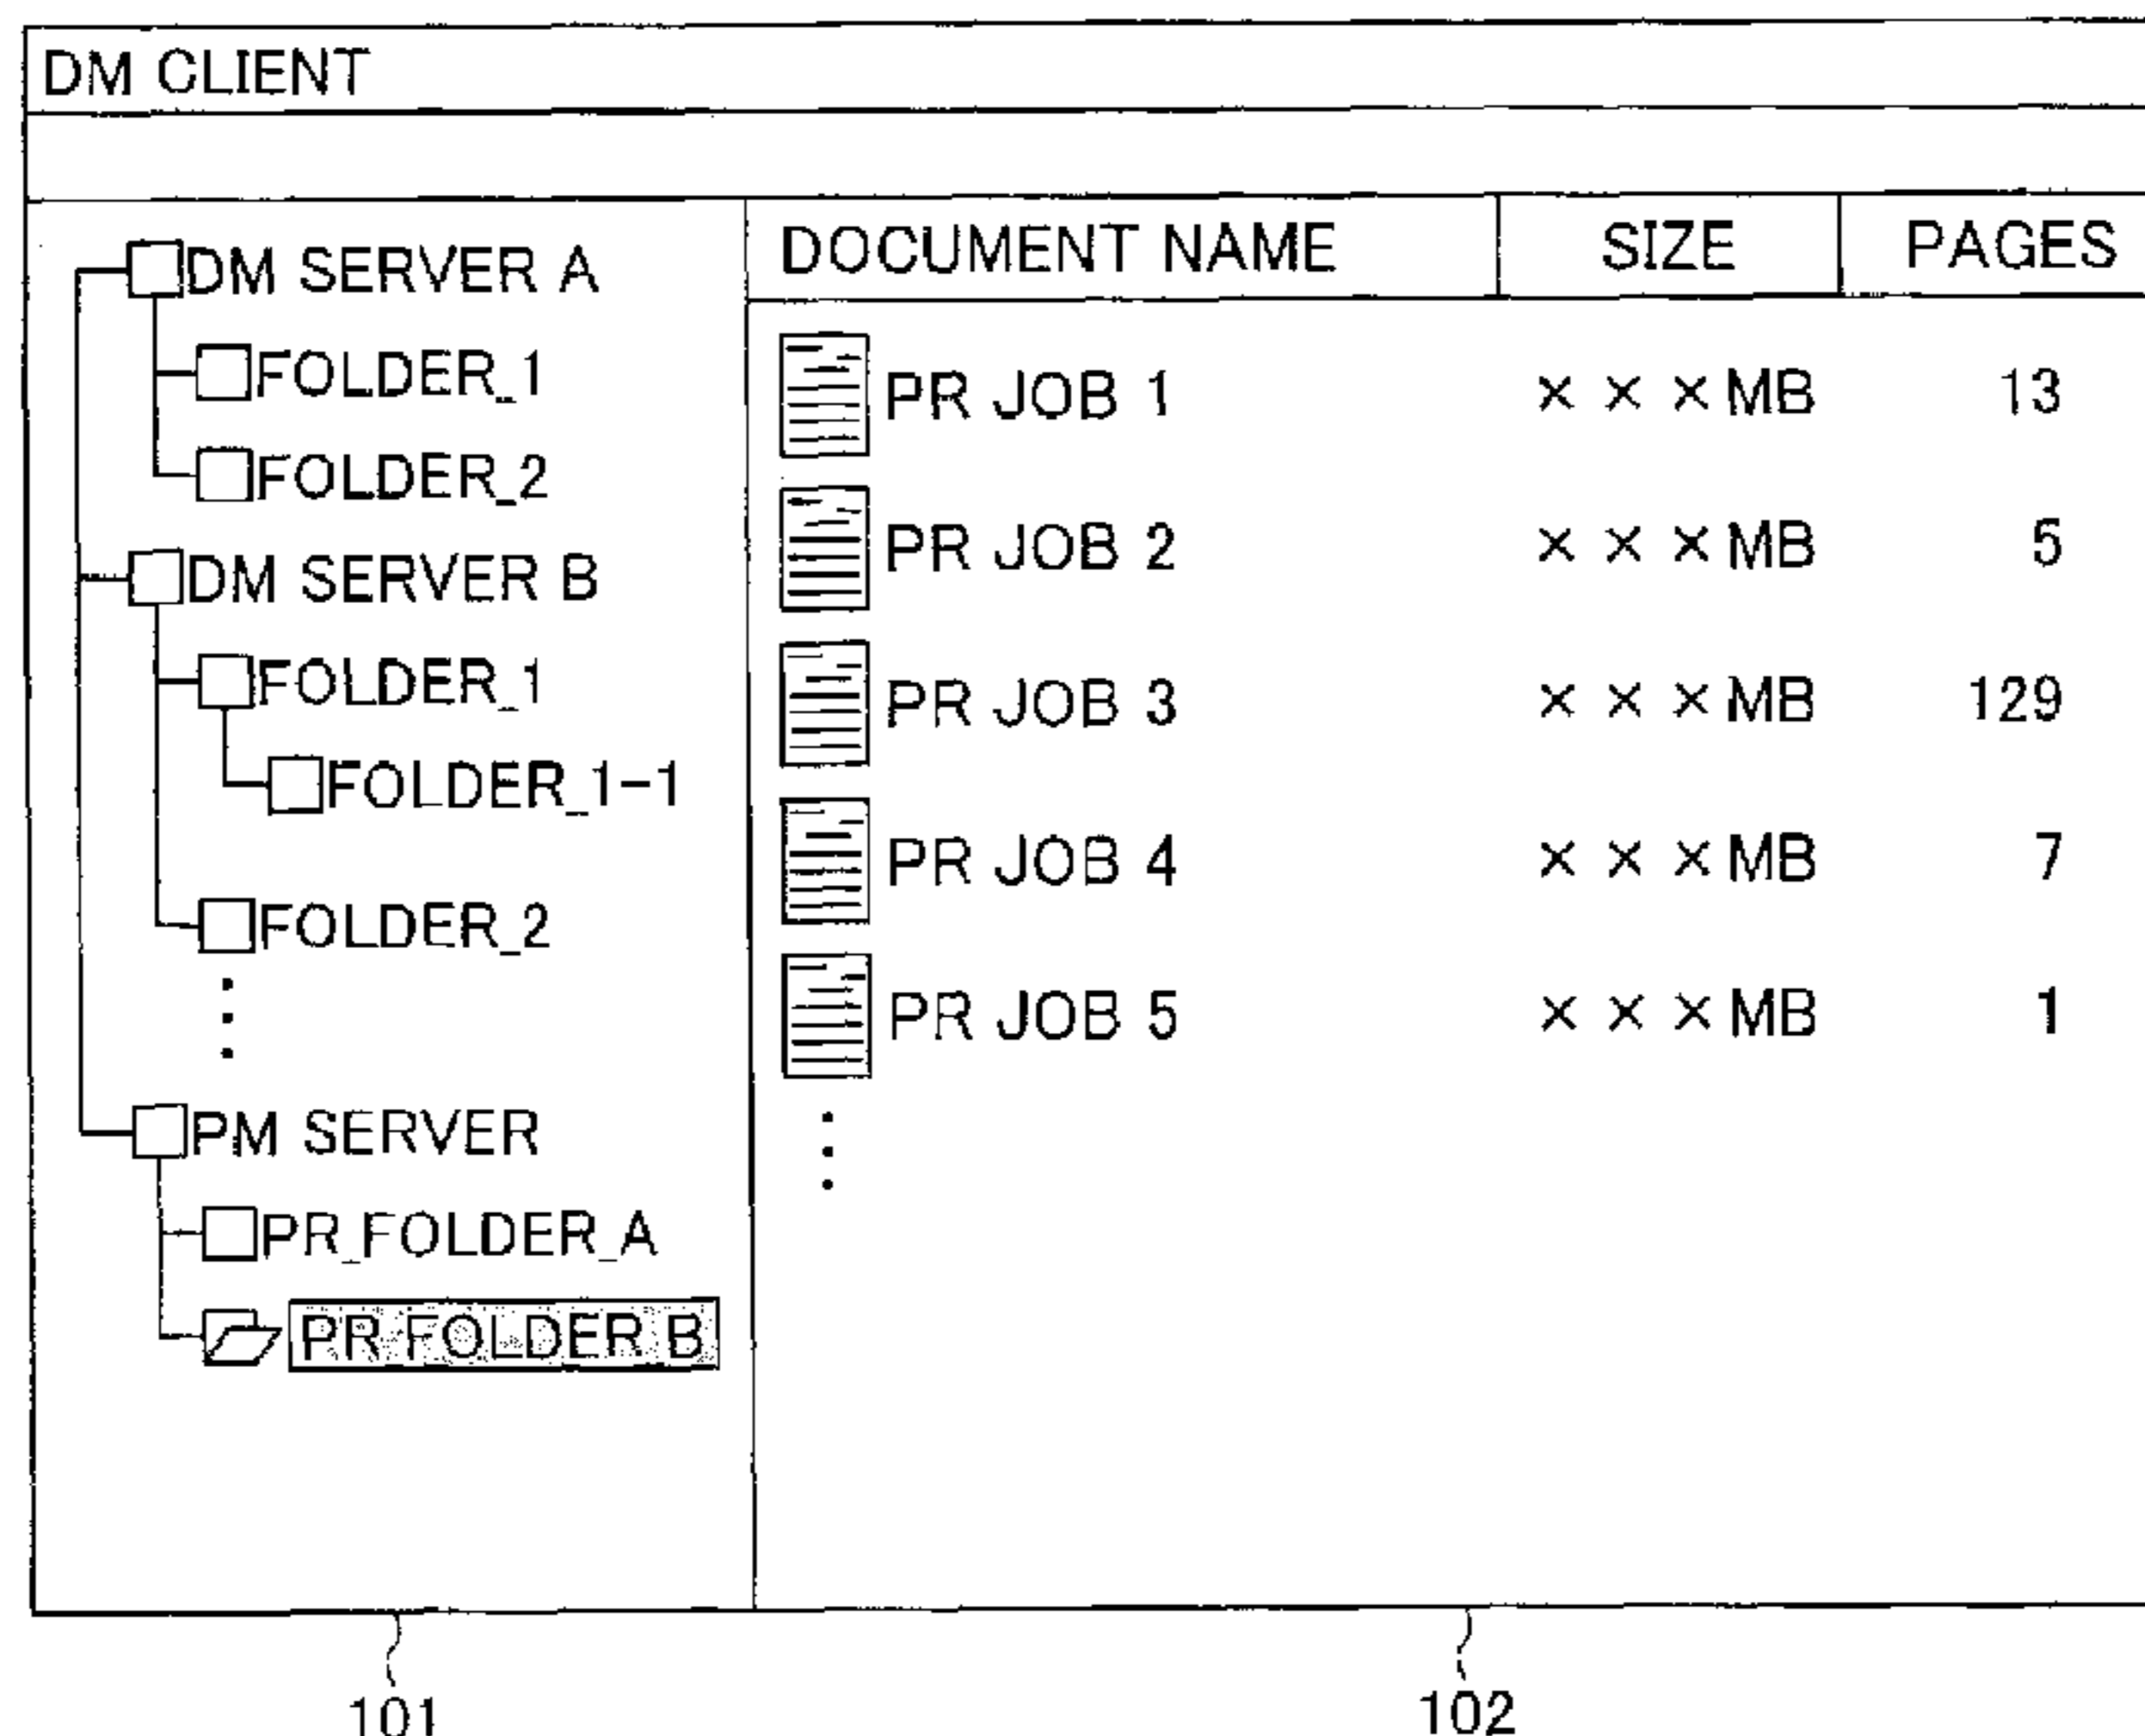 DM CLIENT
DM SERVER A
FOLDER_1
FOLDER_2
DM SERVER B
FOLDER_1
FOLDER_1-1
FOLDER_2
PM SERVER
PR_FOLDER_A
PR FOLDER B
DOCUMENT NAME SIZE PAGES
PR JOB 1 × × × MB 13
PR JOB 2 × × × MB 5
PR JOB 3 × × × MB 129
PR JOB 4 × × × MB 7
PR JOB 5 × × × MB 1
101
102